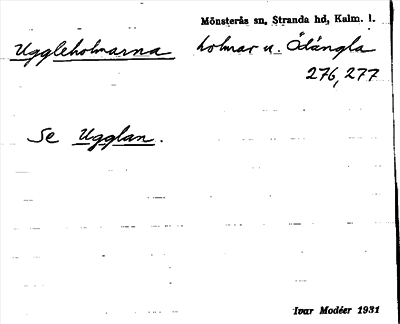 Mönsterås sn, Stranda hd, Kalm. l.
Uggleholmarna holmar u. Ödängla
276, 277
Se Ugglan.
Ivar Modéer 1931